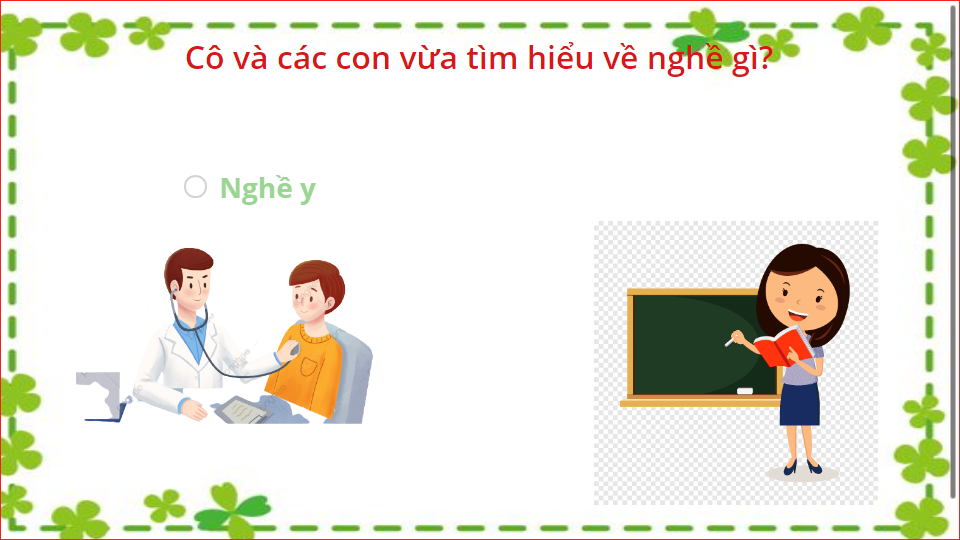 Cô và các con vừa tìm hiểu về nghề gì?
Nghề y